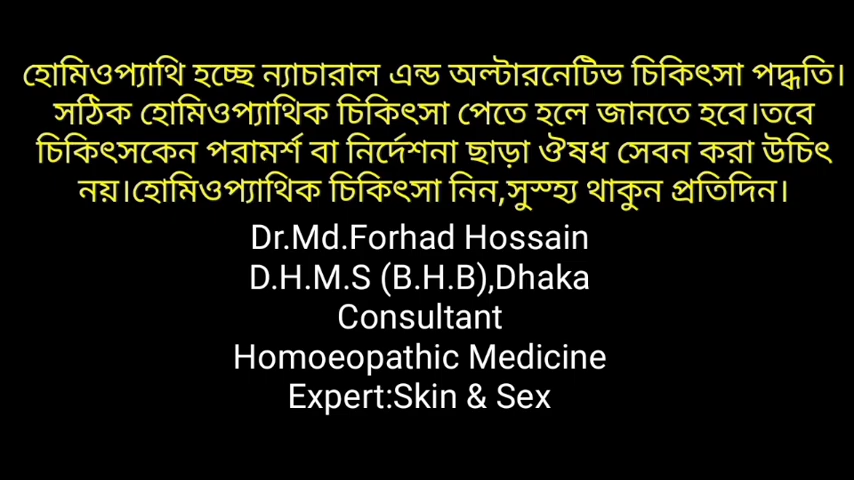 হোমিওপ্যাথি হচ্ছে ন্যাচারাল এন্ড অল্টারনেটিভ চিকিৎসা পদ্ধতি।
সঠিক হোমিওপ্যাথিক চিকিৎসা পেতে হলে জানতে হবে।তবে
চিকিৎসকেন পরামর্শ বা নির্দেশনা ছাড়া ঔষধ সেবন করা উচিৎ
নয়।হোমিওপ্যাথিক চিকিৎসা নিন,সুস্হ্য থাকুন প্রতিদিন।
Dr.Md.Forhad Hossain
D.H.M.S (B.H.B),Dhaka
Consultant
Homoeopathic Medicine
Expert:Skin & Sex